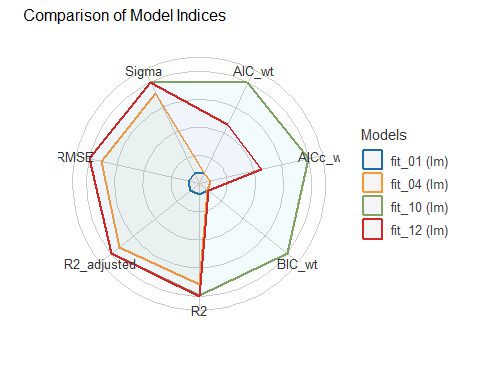 Comparison of Model Indices
Sigma
AIC_wt
Models
RMSE
AICc_w
fit_01 (lm)
fit_04 (lm)
fit_10 (lm)
fit_12 (lm)
R2_adjusted
BIC_wt
R2